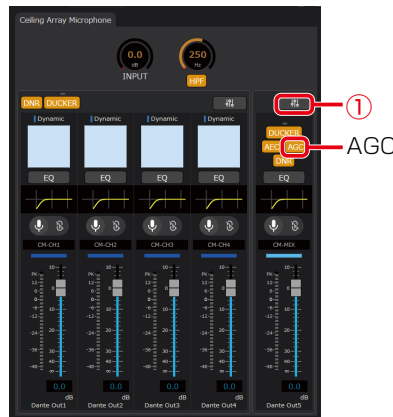 Ceiling Array Microphone
0.0
dB
INPUT
250
Hz
HPF
DNR DUCKER
①
DUCKER
AEC AGC
DNR
AGC
Dynamic Dynamic Dynamic Dynamic
EQ EQ EQ EQ EQ
CM-CH1 CM-CH2 CM-CH3 CM-CH4 CM-MIX
0.0 0.0 0.0 0.0 0.0
dB dB dB dB dB
Dante Out1 Dante Out2 Dante Out3 Dante Out4 Dante Out5